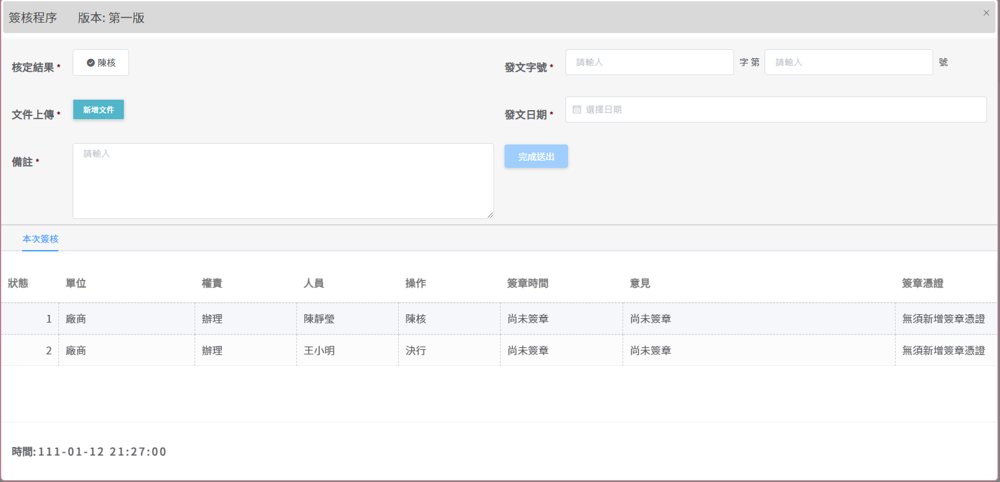 簽核程序 版本: 第一版
核定結果 * 陳核 發文字號 * 請輸入 字 第 請輸入 號
文件上傳 * 新增文件 發文日期 * 選擇日期
備註 * 請輸入 完成送出
本次簽核
狀態 單位 權責 人員 操作 簽章時間 意見 簽章憑證
1 廠商 辦理 陳靜瑩 陳核 尚未簽章 尚未簽章 無須新增簽章憑證
2 廠商 辦理 王小明 決行 尚未簽章 尚未簽章 無須新增簽章憑證
時間: 111-01-12 21:27:00